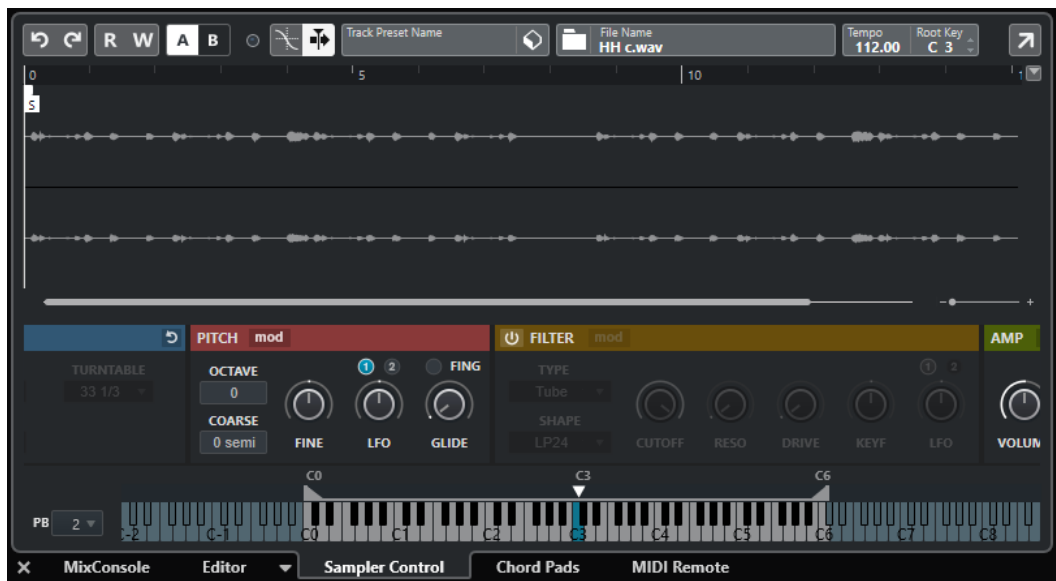 R W A B Track Preset Name File Name Tempo Root Key
HH c.wav 112.00 C 3
0 5 10 1
S
PITCH mod FILTER mod AMP
TURNTABLE OCTAVE 1 2 FING TYPE 1 2
33 1/3 0 Tube
COARSE SHAPE
0 semi FINE LFO GLIDE LP24 CUTOFF RESO DRIVE KEYF LFO VOLUM
C0 C3 C6
PB 2 C-2 C-1 C0 C1 C2 C3 C4 C5 C6 C7 C8
MixConsole Editor Sampler Control Chord Pads MIDI Remote